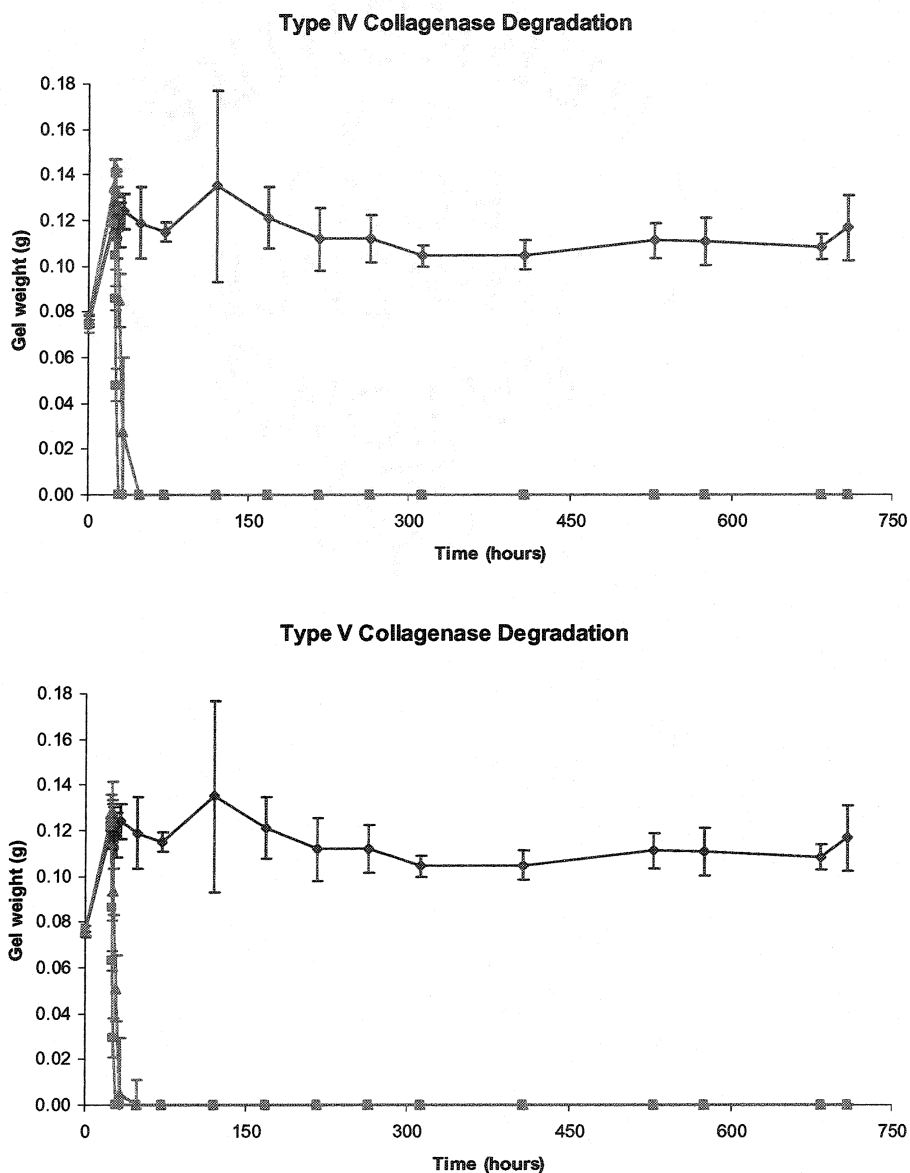 Type IV Collagenase Degradation
0.18
0.16
0.14
0.12
0.10
0.08
0.06
0.04
0.02
0.00
Gel weight (g)
0 150 300 450 600 750
Time (hours)
Type V Collagenase Degradation
0.18
0.16
0.14
0.12
0.10
0.08
0.06
0.04
0.02
0.00
Gel weight (g)
0 150 300 450 600 750
Time (hours)